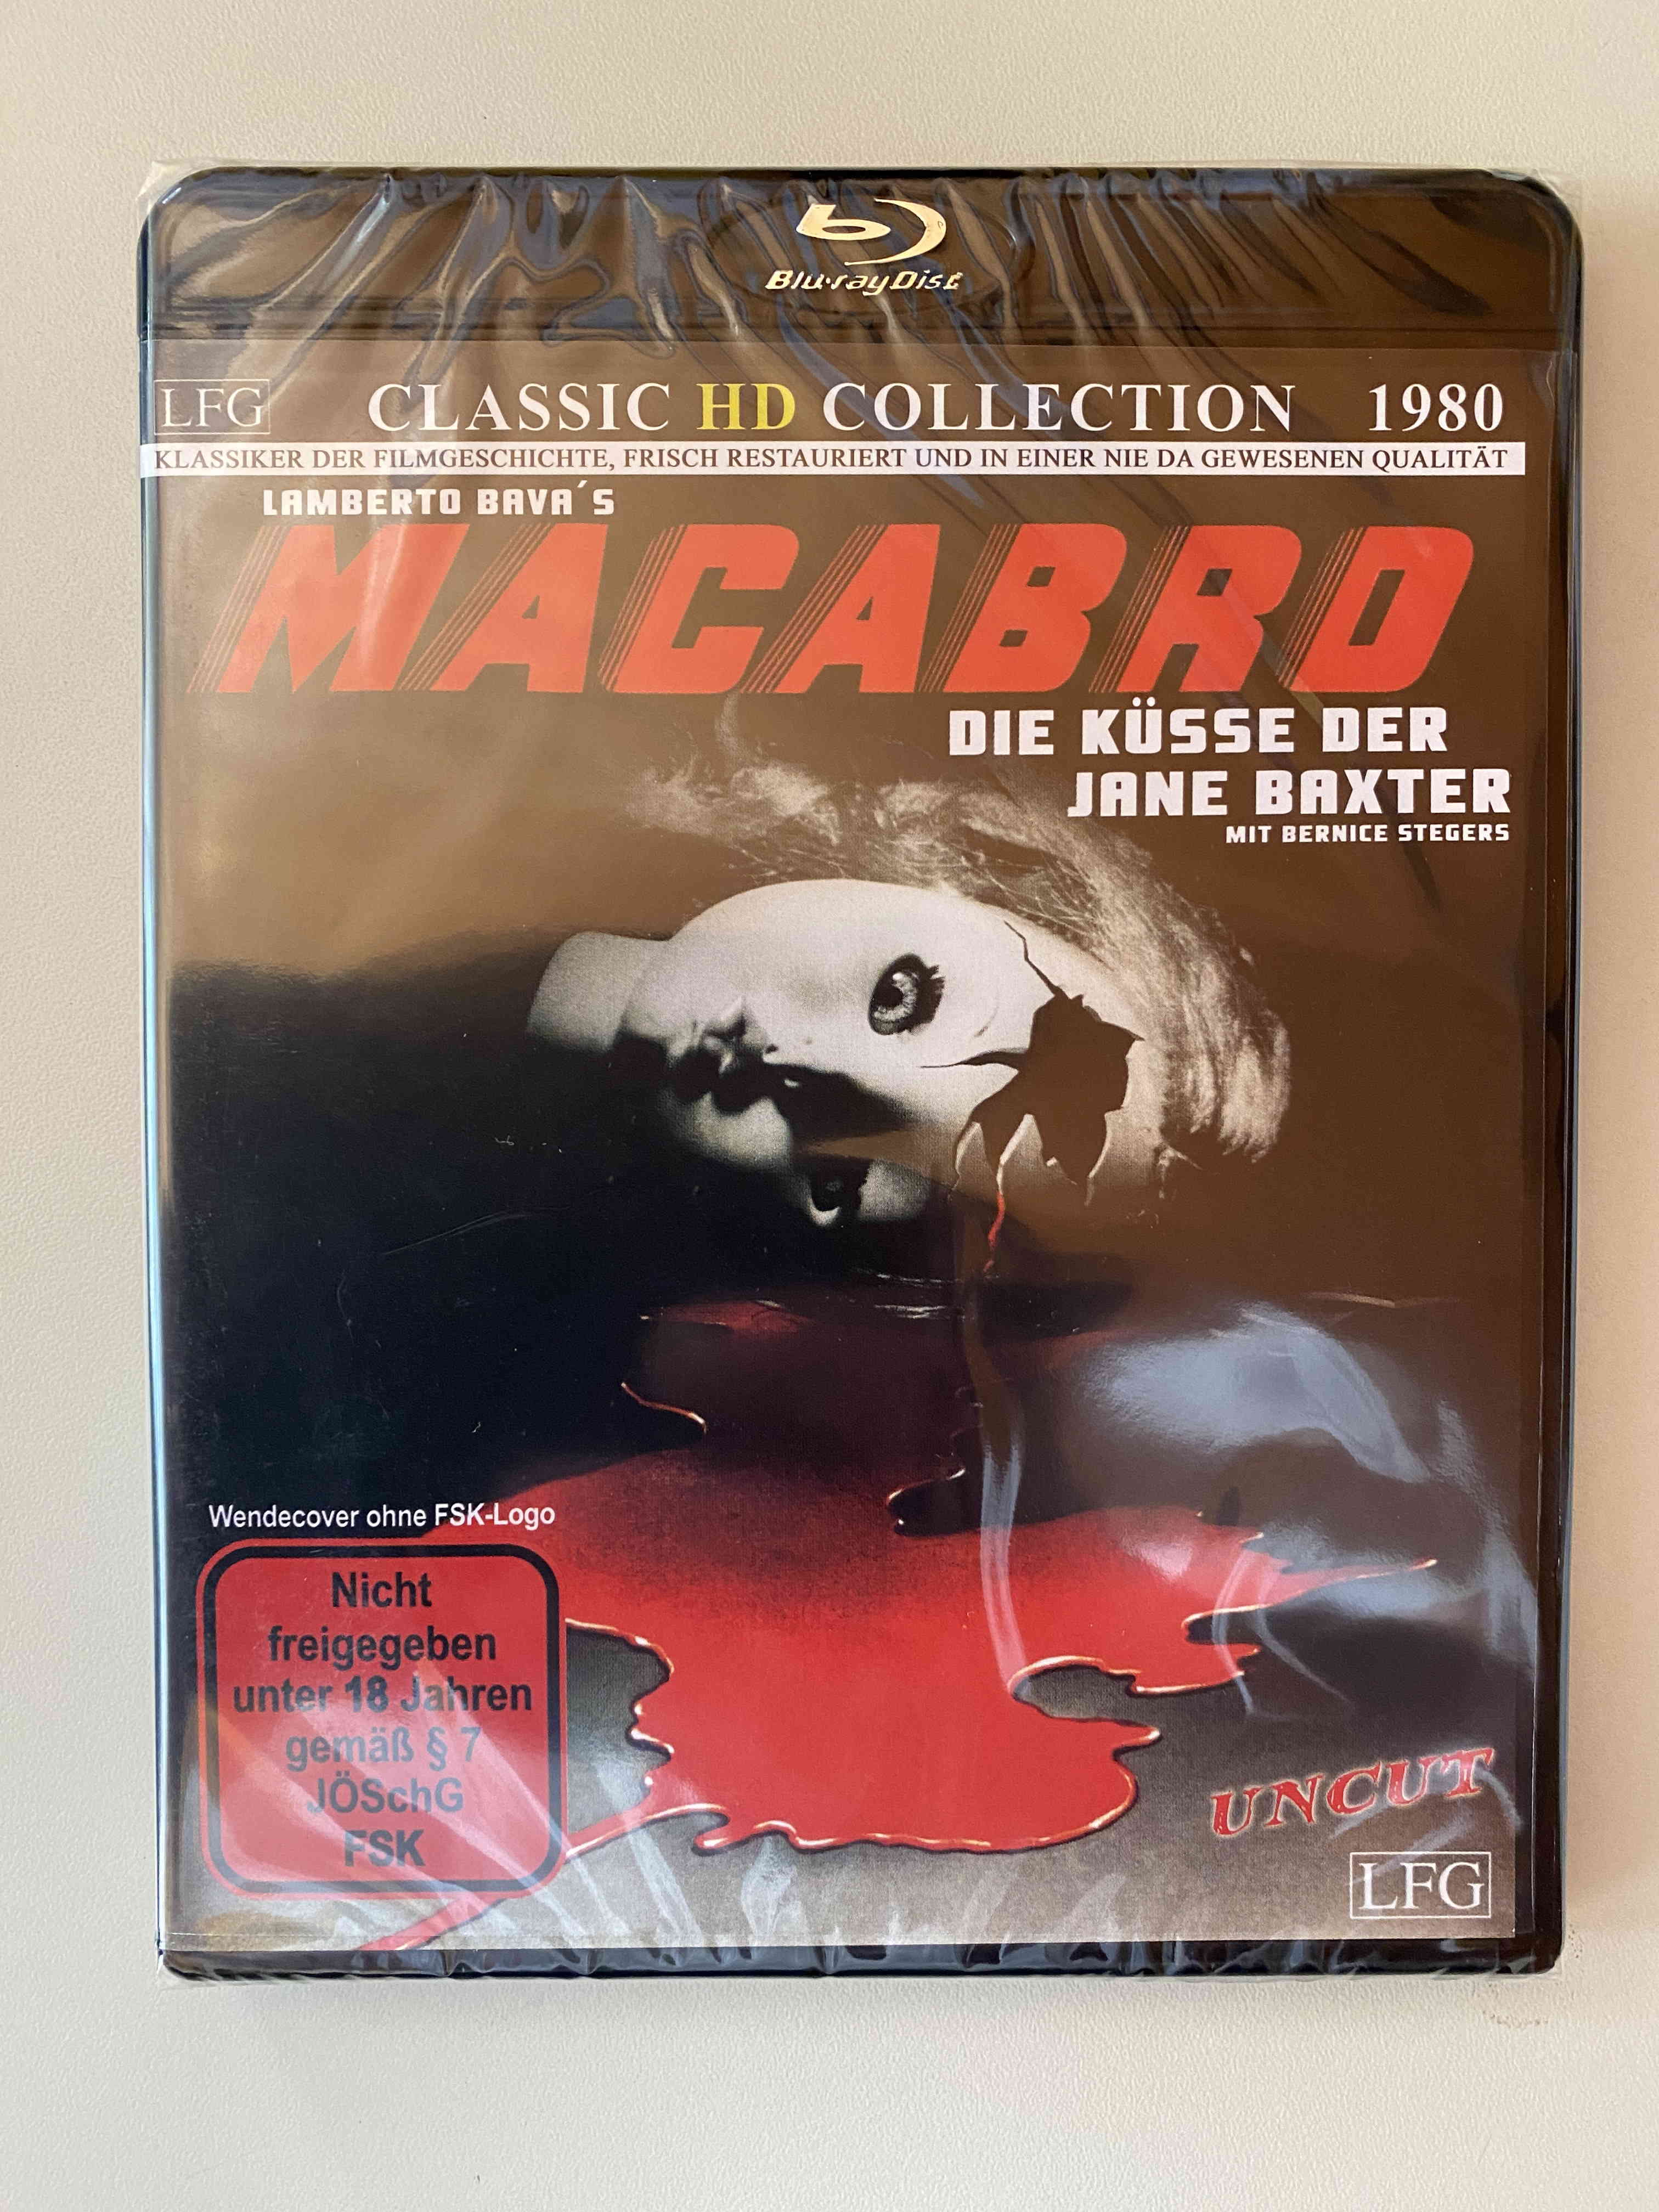 Blu-ray Disc
LFG CLASSIC HD COLLECTION 1980
KLASSIKER DER FILMGESCHICHTE, FRISCH RESTAURIERT UND IN EINER NIE DA GEWESENEN QUALITÄT
LAMBERTO BAVA´S
MACABRO
DIE KÜSSE DER
JANE BAXTER
MIT BERNICE STEGERS
Wendecover ohne FSK-Logo
Nicht
freigegeben
unter 18 Jahren
gemäß § 7
JÖSchG
FSK
UNCUT
LFG